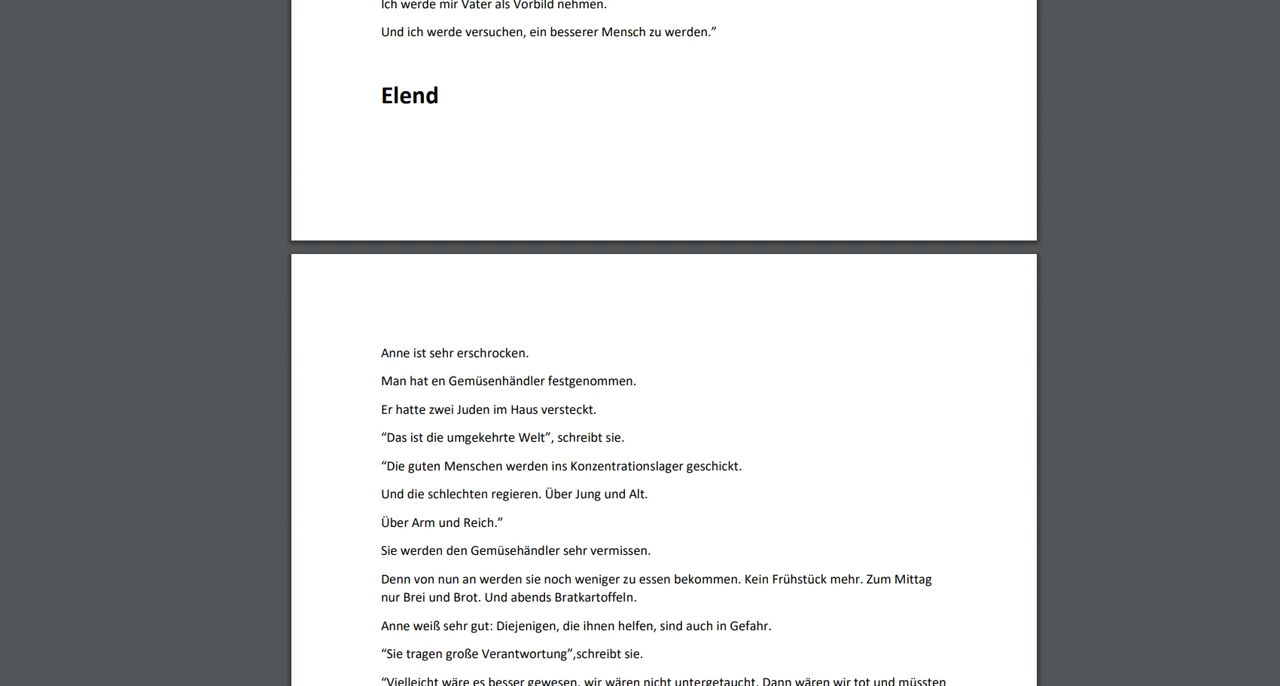 Ich werde mir Vater als Vorbild nehmen.
Und ich werde versuchen, ein besserer Mensch zu werden.”
Elend
Anne ist sehr erschrocken.
Man hat en Gemüsenhändler festgenommen.
Er hatte zwei Juden im Haus versteckt.
“Das ist die umgekehrte Welt”, schreibt sie.
“Die guten Menschen werden ins Konzentrationslager geschickt.
Und die schlechten regieren. Über Jung und Alt.
Über Arm und Reich.”
Sie werden den Gemüsehändler sehr vermissen.
Denn von nun an werden sie noch weniger zu essen bekommen. Kein Frühstück mehr. Zum Mittag
nur Brei und Brot. Und abends Bratkartoffeln.
Anne weiß sehr gut: Diejenigen, die ihnen helfen, sind auch in Gefahr.
“Sie tragen große Verantwortung”,schreibt sie.
“Vielleicht wäre es besser gewesen, wir wären nicht untergetaucht. Dann wären wir tot und müssten